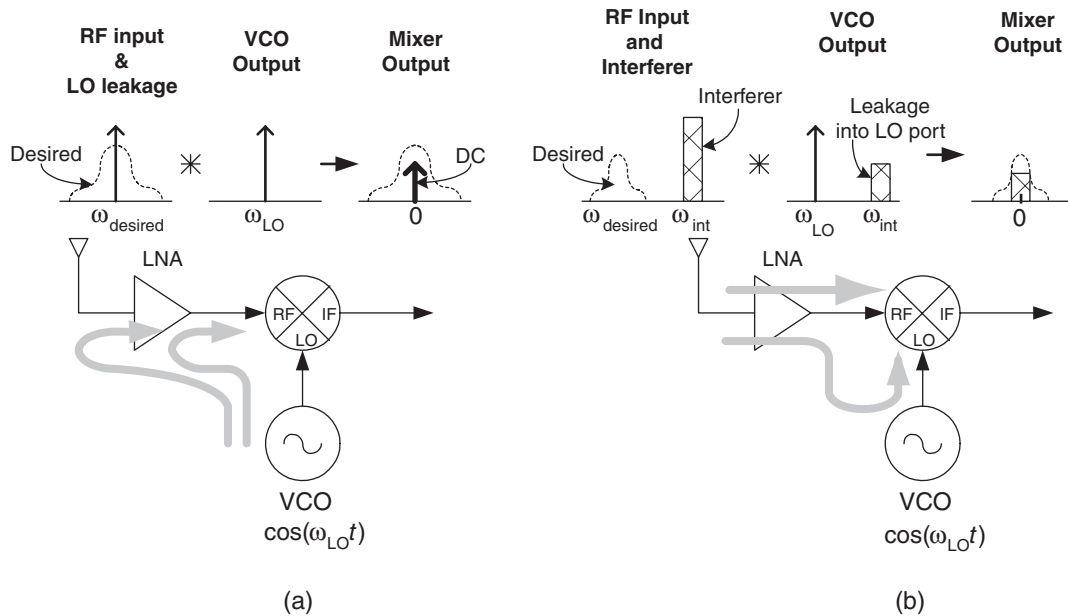 RF input
&
LO leakage
VCO
Output
Mixer
Output
Desired
DC
ω_desired
ω_LO
0
LNA
RF
IF
LO
VCO
cos(ω_LO t)
(a)
RF Input
and
Interferer
VCO
Output
Mixer
Output
Interferer
Leakage
into LO port
Desired
ω_desired
ω_int
ω_LO
ω_int
0
LNA
RF
IF
LO
VCO
cos(ω_LO t)
(b)